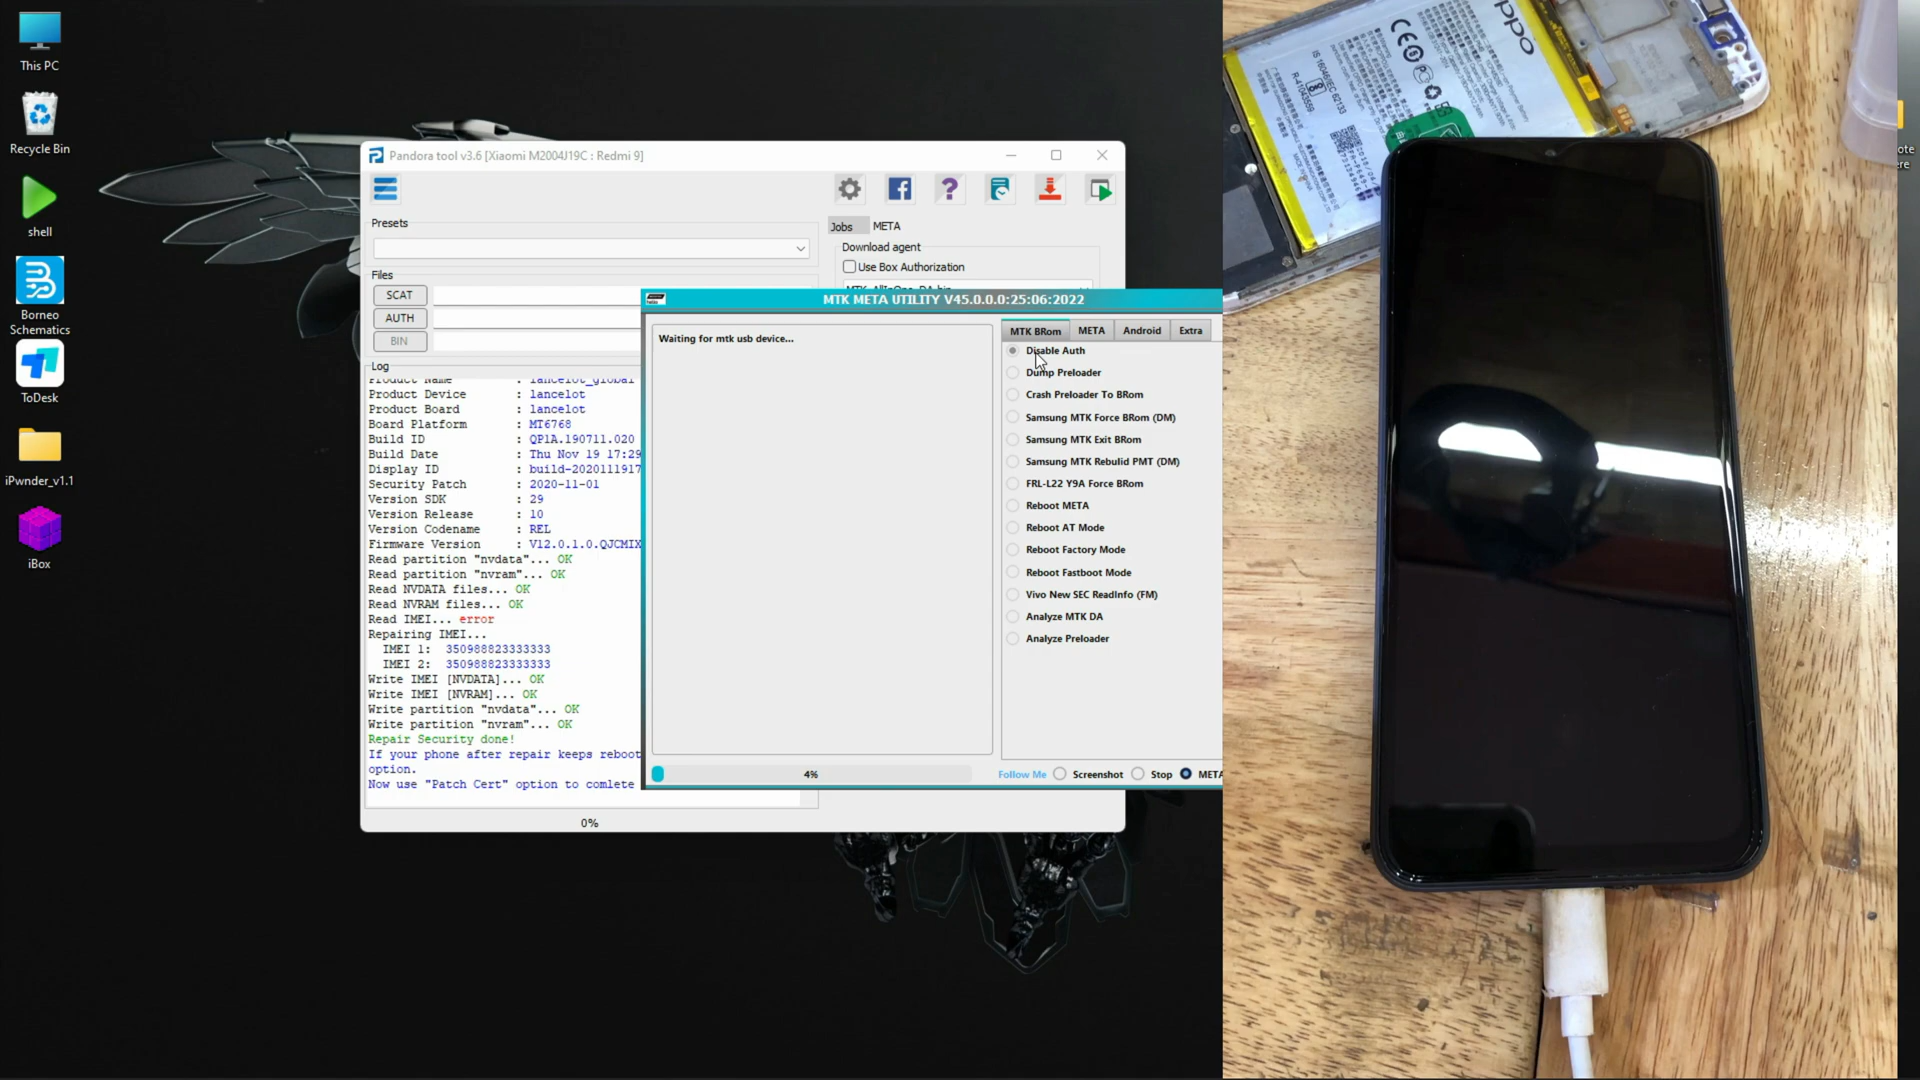 This PC
Recycle Bin
shell
Borneo
Schematics
ToDesk
iPwnder_v1.1
iBox
Pandora tool v3.6 [Xiaomi M2004J19C : Redmi 9]
Presets
Files
SCAT
AUTH
BIN
Jobs
META
Download agent
Use Box Authorization
MTK_AllInOne_DA.bin
Log
Product Name : lancelot_global
Product Device : lancelot
Product Board : lancelot
Board Platform : MT6768
Build ID : QP1A.190711.020
Build Date : Thu Nov 19 17:29
Display ID : build-2020111917
Security Patch : 2020-11-01
Version SDK : 29
Version Release : 10
Version Codename : REL
Firmware Version : V12.0.1.0.QJCMIX
Read partition "nvdata"... OK
Read partition "nvram"... OK
Read NVDATA files... OK
Read NVRAM files... OK
Read IMEI... error
Repairing IMEI...
IMEI 1: 350988823333333
IMEI 2: 350988823333333
Write IMEI [NVDATA]... OK
Write IMEI [NVRAM]... OK
Write partition "nvdata"... OK
Write partition "nvram"... OK
Repair Security done!
If your phone after repair keeps reboot
option.
Now use "Patch Cert" option to comlete
0%
MTK META UTILITY V45.0.0.0:25:06:2022
Waiting for mtk usb device...
MTK BRom
META
Android
Extra
Disable Auth
Dump Preloader
Crash Preloader To BRom
Samsung MTK Force BRom (DM)
Samsung MTK Exit BRom
Samsung MTK Rebulid PMT (DM)
FRL-L22 Y9A Force BRom
Reboot META
Reboot AT Mode
Reboot Factory Mode
Reboot Fastboot Mode
Vivo New SEC ReadInfo (FM)
Analyze MTK DA
Analyze Preloader
4%
Follow Me
Screenshot
Stop
META
oppo
CE
R-41043559
ote
ere